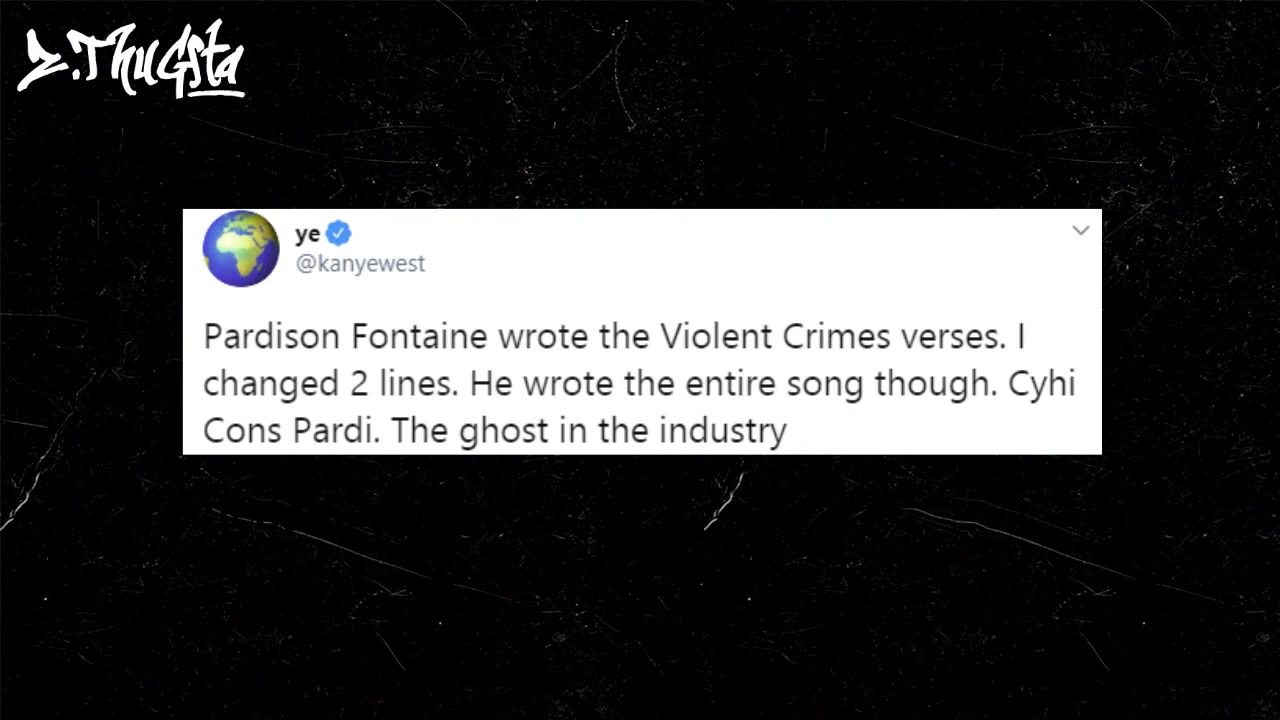 Z.ThuGsta
ye
@kanyewest
Pardison Fontaine wrote the Violent Crimes verses. I
changed 2 lines. He wrote the entire song though. Cyhi
Cons Pardi. The ghost in the industry